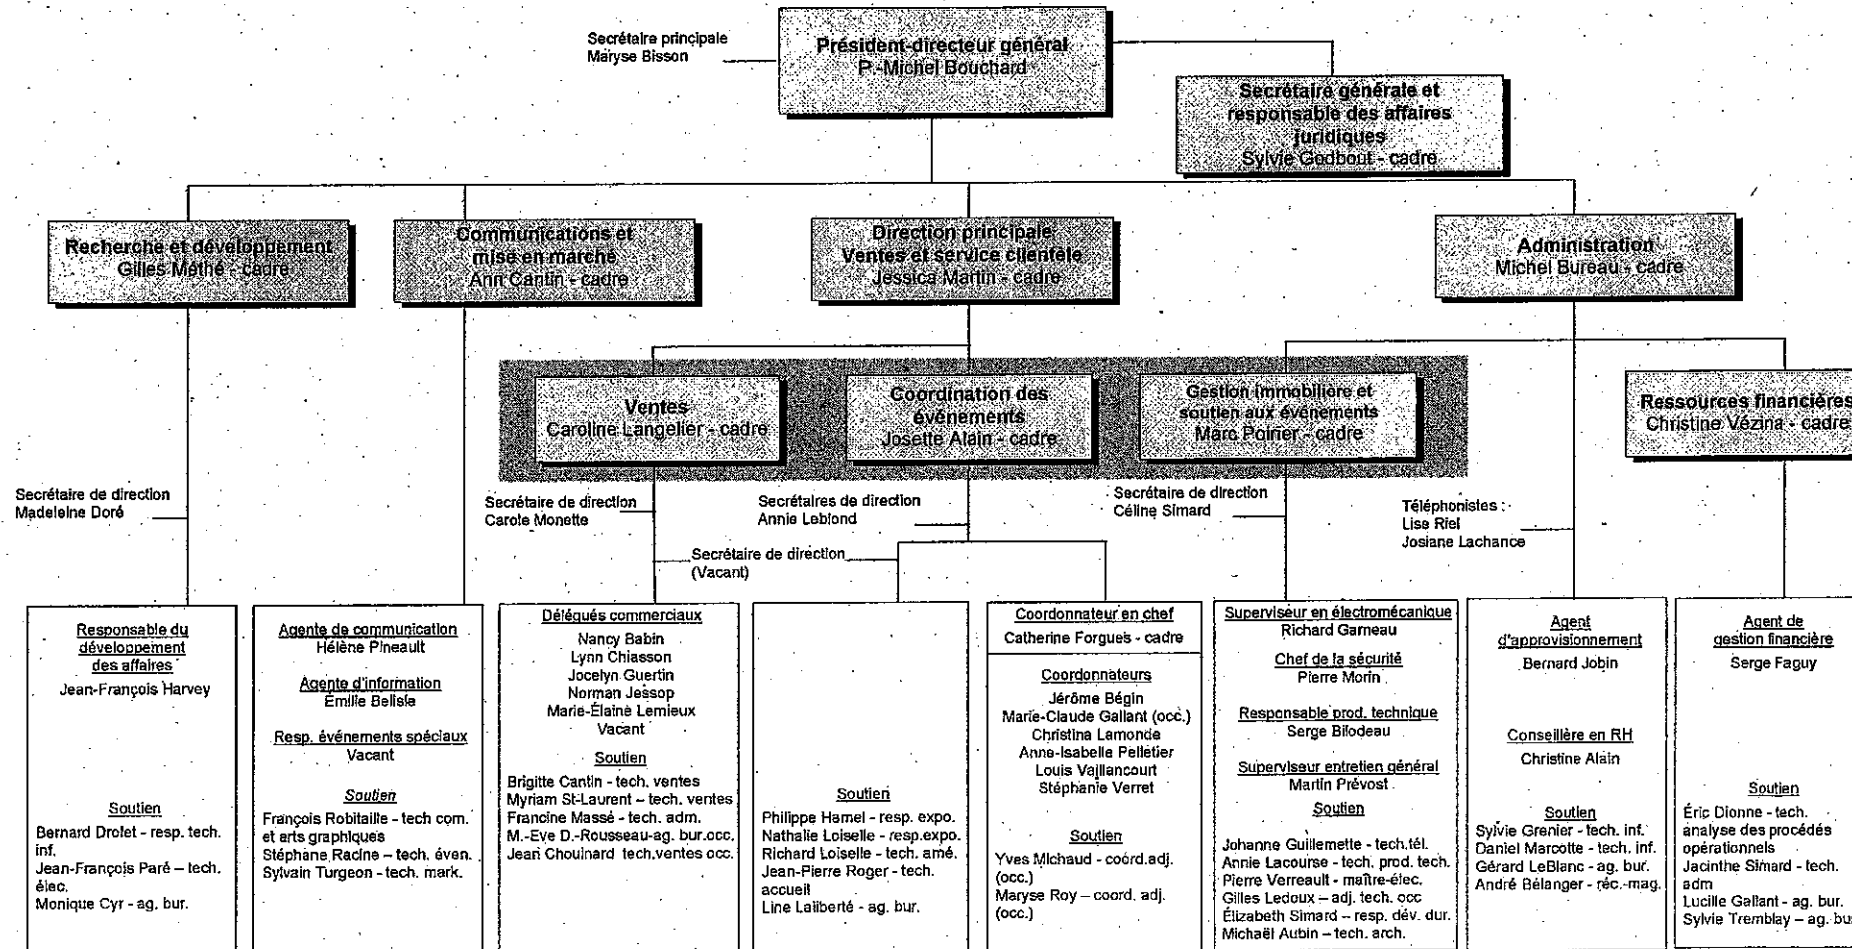 Secrétaire principale
Maryse Bisson
Président-directeur général
P.-Michel Bouchard
Secrétaire générale et
responsable des affaires
juridiques
Sylvie Godbout - cadre
Recherche et développement
Gilles Méthé - cadre
Communications et
mise en marché
Ann Cantin - cadre
Direction principale
Ventes et service clientèle
Jessica Martin - cadre
Administration
Michel Bureau - cadre
Ventes
Caroline Langelier - cadre
Coordination des
événements
Josette Alain - cadre
Gestion immobilière et
soutien aux événements
Marc Poirier - cadre
Ressources financières
Christine Vézina - cadre
Secrétaire de direction
Madeleine Doré
Secrétaire de direction
Carole Monette
Secrétaires de direction
Annie Leblond
Secrétaire de direction
(Vacant)
Secrétaire de direction
Céline Simard
Téléphonistes :
Lise Riel
Josiane Lachance
Responsable du
développement
des affaires
Jean-François Harvey
Soutien
Bernard Drolet - resp. tech.
inf.
Jean-François Paré – tech.
élec.
Monique Cyr - ag. bur.
Agente de communication
Hélène Pineault
Agente d'information
Émilie Belisle
Resp. événements spéciaux
Vacant
Soutien
François Robitaille - tech com.
et arts graphiques
Stéphane Racine – tech. éven.
Sylvain Turgeon - tech. mark.
Délégués commerciaux
Nancy Babin
Lynn Chiasson
Jocelyn Guertin
Norman Jessop
Marie-Élaine Lemieux
Vacant
Soutien
Brigitte Cantin - tech. ventes
Myriam St-Laurent – tech. ventes
Francine Massé - tech. adm.
M.-Eve D.-Rousseau-ag. bur.occ.
Jean Chouinard tech.ventes occ.
Soutien
Philippe Hamel - resp. expo.
Nathalie Loiselle - resp.expo.
Richard Loiselle - tech. amé.
Jean-Pierre Roger - tech.
accueil
Line Laliberté - ag. bur.
Coordonnateur en chef
Catherine Forgues - cadre
Coordonnateurs
Jérôme Bégin
Marie-Claude Gallant (occ.)
Christina Lamonde
Anne-Isabelle Pelletier
Louis Vaillancourt
Stéphanie Verret
Soutien
Yves Michaud - coord.adj.
(occ.)
Maryse Roy – coord. adj.
(occ.)
Superviseur en électromécanique
Richard Garneau
Chef de la sécurité
Pierre Morin
Responsable prod. technique
Serge Bilodeau
Superviseur entretien général
Martin Prévost
Soutien
Johanne Guillemette - tech.tél.
Annie Lacourse - tech. prod. tech.
Pierre Verreault - maître-élec.
Gilles Ledoux – adj. tech. occ
Élizabeth Simard – resp. dév. dur.
Michaël Aubin – tech. arch.
Agent
d'approvisionnement
Bernard Jobin
Conseillère en RH
Christine Alain
Soutien
Sylvie Grenier - tech. inf.
Daniel Marcotte - tech. inf.
Gérard LeBlanc - ag. bur.
André Bélanger - réc.-mag.
Agent de
gestion financière
Serge Faguy
Soutien
Éric Dionne - tech.
analyse des procédés
opérationnels
Jacinthe Simard - tech.
adm
Lucille Gallant - ag. bur.
Sylvie Tremblay – ag. bu